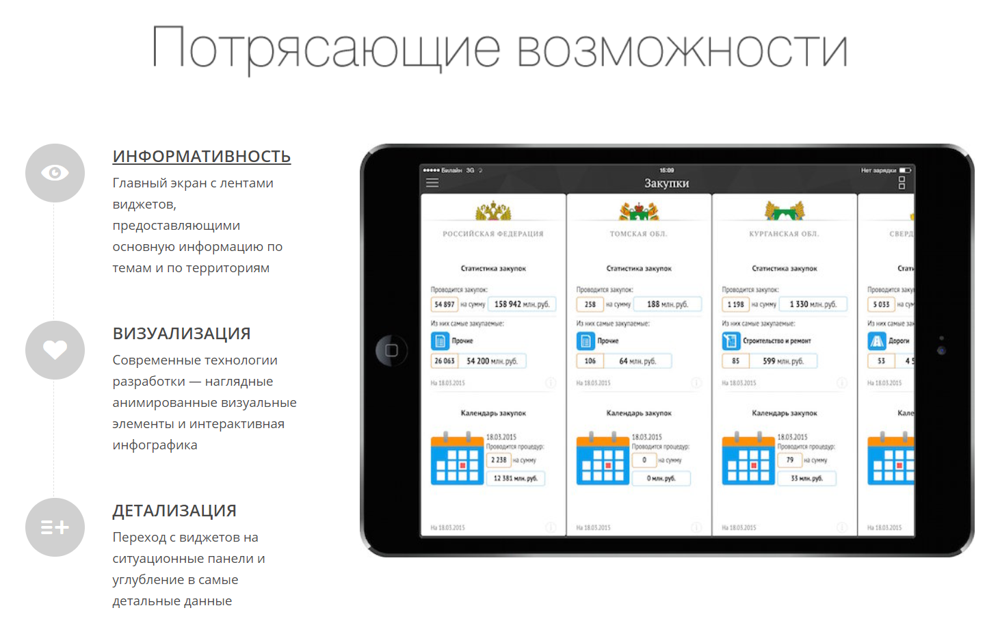 Потрясающие возможности
ИНФОРМАТИВНОСТЬ
Главный экран с лентами
виджетов,
предоставляющими
основную информацию по
темам и по территориям
ВИЗУАЛИЗАЦИЯ
Современные технологии
разработки — наглядные
анимированные визуальные
элементы и интерактивная
инфографика
ДЕТАЛИЗАЦИЯ
Переход с виджетов на
ситуационные панели и
углубление в самые
детальные данные
Билайн 3G 15:09 Нет зарядки
Закупки
РОССИЙСКАЯ ФЕДЕРАЦИЯ
Статистика закупок
Проводится закупок:
54 897 на сумму 158 942 млн. руб.
Из них самые закупаемые:
Прочие
26 063 54 200 млн. руб.
На 18.03.2015
Календарь закупок
18.03.2015
Проводится процедур:
2 238 на сумму
12 381 млн. руб.
На 18.03.2015
ТОМСКАЯ ОБЛ.
Статистика закупок
Проводится закупок:
258 на сумму 188 млн. руб.
Из них самые закупаемые:
Прочие
106 64 млн. руб.
На 18.03.2015
Календарь закупок
18.03.2015
Проводится процедур:
0 на сумму
0 млн. руб.
На 18.03.2015
КУРГАНСКАЯ ОБЛ.
Статистика закупок
Проводится закупок:
1 198 на сумму 1 330 млн. руб.
Из них самые закупаемые:
Строительство и ремонт
85 599 млн. руб.
На 18.03.2015
Календарь закупок
18.03.2015
Проводится процедур:
79 на сумму
33 млн. руб.
На 18.03.2015
СВЕРД
Стати
Проводится заку
5 033 на сум
Из них самые за
Дороги
53 4 5
На 18.03.2015
Кале
На 18.03.2015